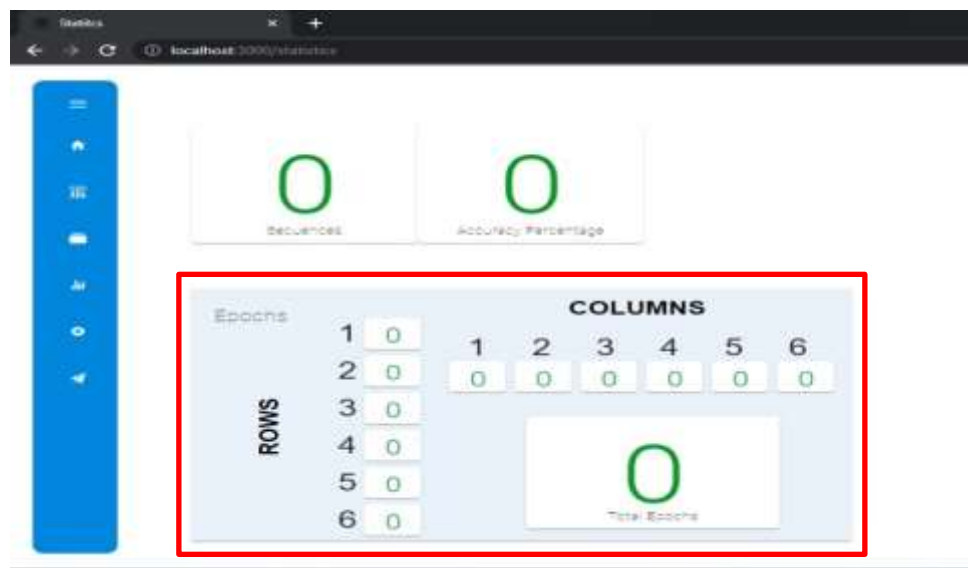 Statitics
localhost:3000/statistics
0
0
Secuences
Accuracy Percentage
Epochs
COLUMNS
1 2 3 4 5 6
0 0 0 0 0 0
ROWS
1 0
2 0
3 0
4 0
5 0
6 0
0
Total Epochs